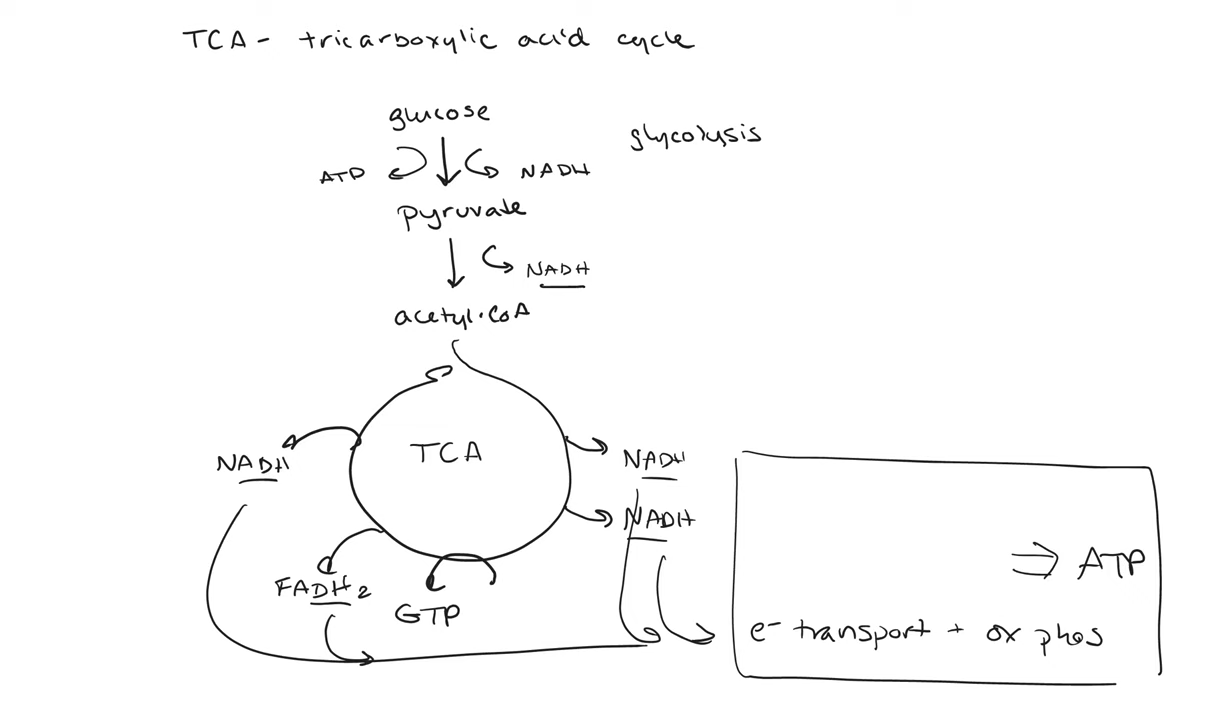 TCA - tricarboxylic acid cycle
glucose
glycolysis
ATP
NADH
pyruvate
NADH
acetyl·CoA
TCA
NADH
NADH
NADH
FADH2
GTP
⇒ ATP
e- transport + ox phos